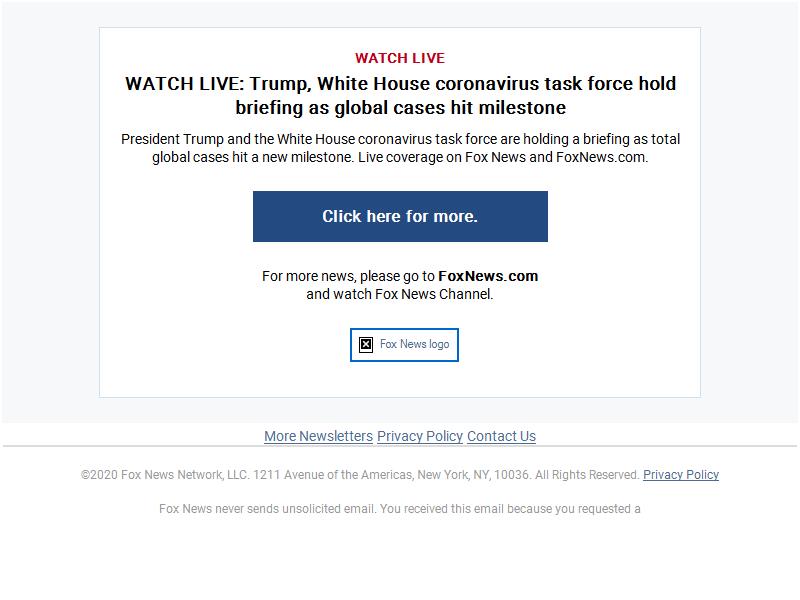 WATCH LIVE
WATCH LIVE: Trump, White House coronavirus task force hold
briefing as global cases hit milestone
President Trump and the White House coronavirus task force are holding a briefing as total
global cases hit a new milestone. Live coverage on Fox News and FoxNews.com.
Click here for more.
For more news, please go to FoxNews.com
and watch Fox News Channel.
Fox News logo
More Newsletters Privacy Policy Contact Us
©2020 Fox News Network, LLC. 1211 Avenue of the Americas, New York, NY, 10036. All Rights Reserved. Privacy Policy
Fox News never sends unsolicited email. You received this email because you requested a